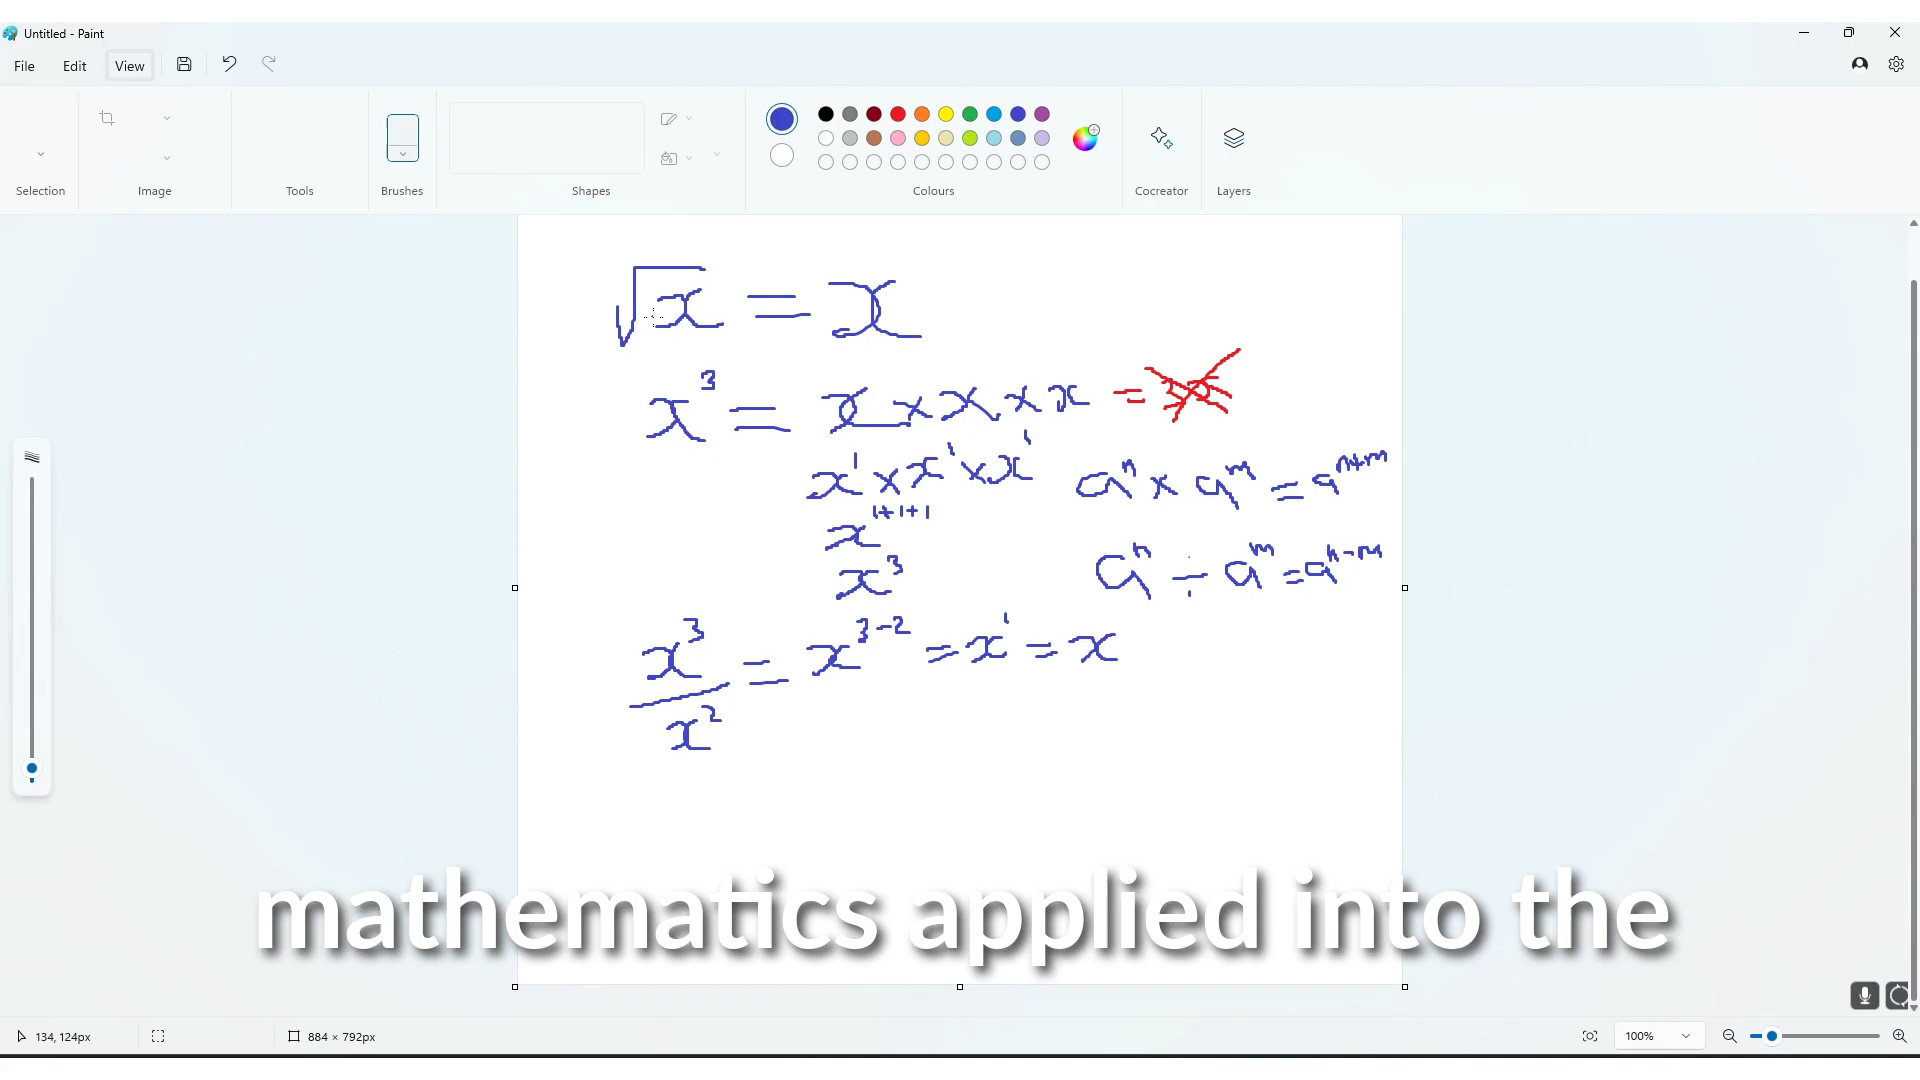 Untitled - Paint
File Edit View
Selection Image Tools Brushes Shapes Colours Cocreator Layers
√x = x
x³ = x × x × x =
x¹ × x¹ × x¹ aⁿ × aᵐ = aⁿ⁺ᵐ
x¹⁺¹⁺¹
x³ aⁿ ÷ aᵐ = aⁿ⁻ᵐ
x³/x² = x³⁻² = x¹ = x
mathematics applied into the
134, 124px 884 × 792px 100%